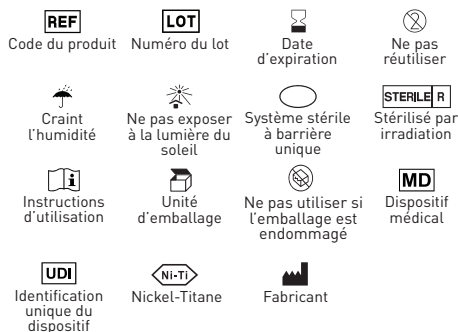 REF LOT
Code du produit Numéro du lot Date Ne pas
d'expiration réutiliser
STERILE R
Craint Ne pas exposer Système stérile Stérilisé par
l'humidité à la lumière du à barrière irradiation
soleil unique
i MD
Instructions Unité Ne pas utiliser si Dispositif
d'utilisation d'emballage l'emballage est médical
endommagé
UDI Ni-Ti
Identification Nickel-Titane Fabricant
unique du
dispositif